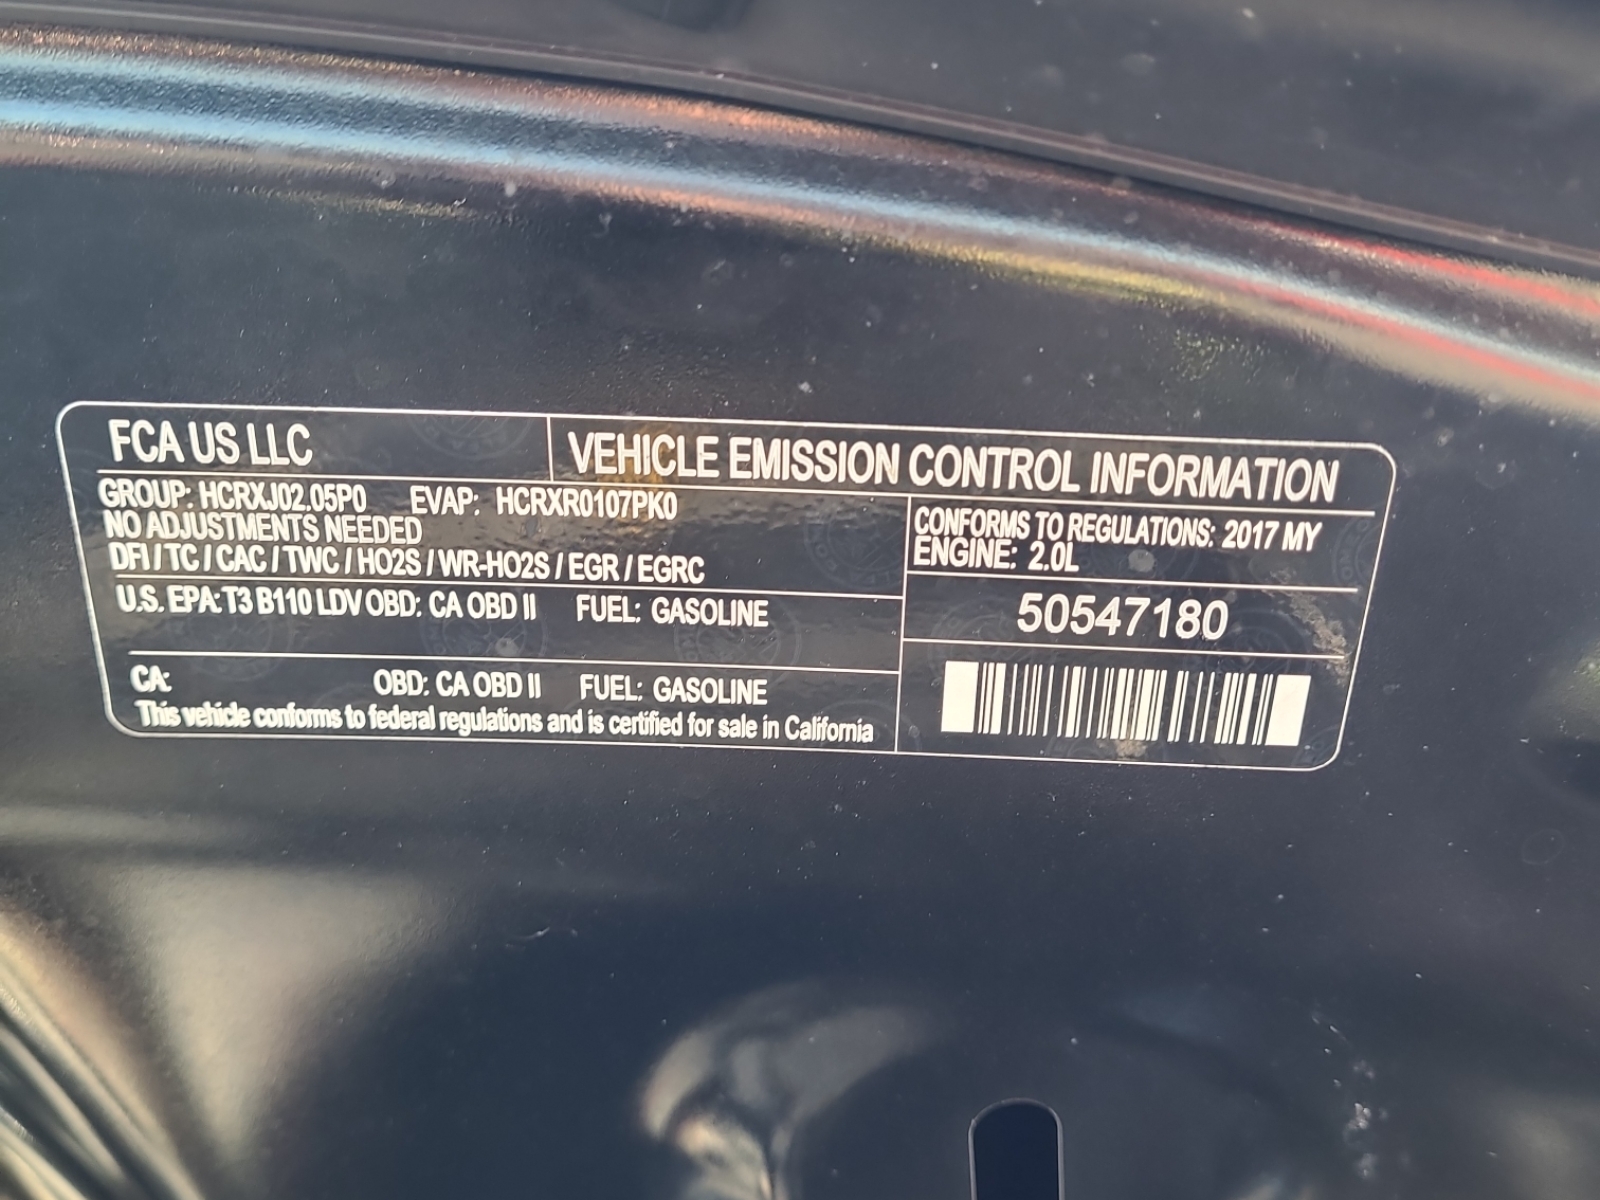 FCA US LLC
VEHICLE EMISSION CONTROL INFORMATION
GROUP: HCRXJ02.05P0 EVAP: HCRXR0107PK0
NO ADJUSTMENTS NEEDED
DFI / TC / CAC / TWC / HO2S / WR-HO2S / EGR / EGRC
U.S. EPA: T3 B110 LDV OBD: CA OBD II FUEL: GASOLINE
CA: OBD: CA OBD II FUEL: GASOLINE
This vehicle conforms to federal regulations and is certified for sale in California
CONFORMS TO REGULATIONS: 2017 MY
ENGINE: 2.0L
50547180